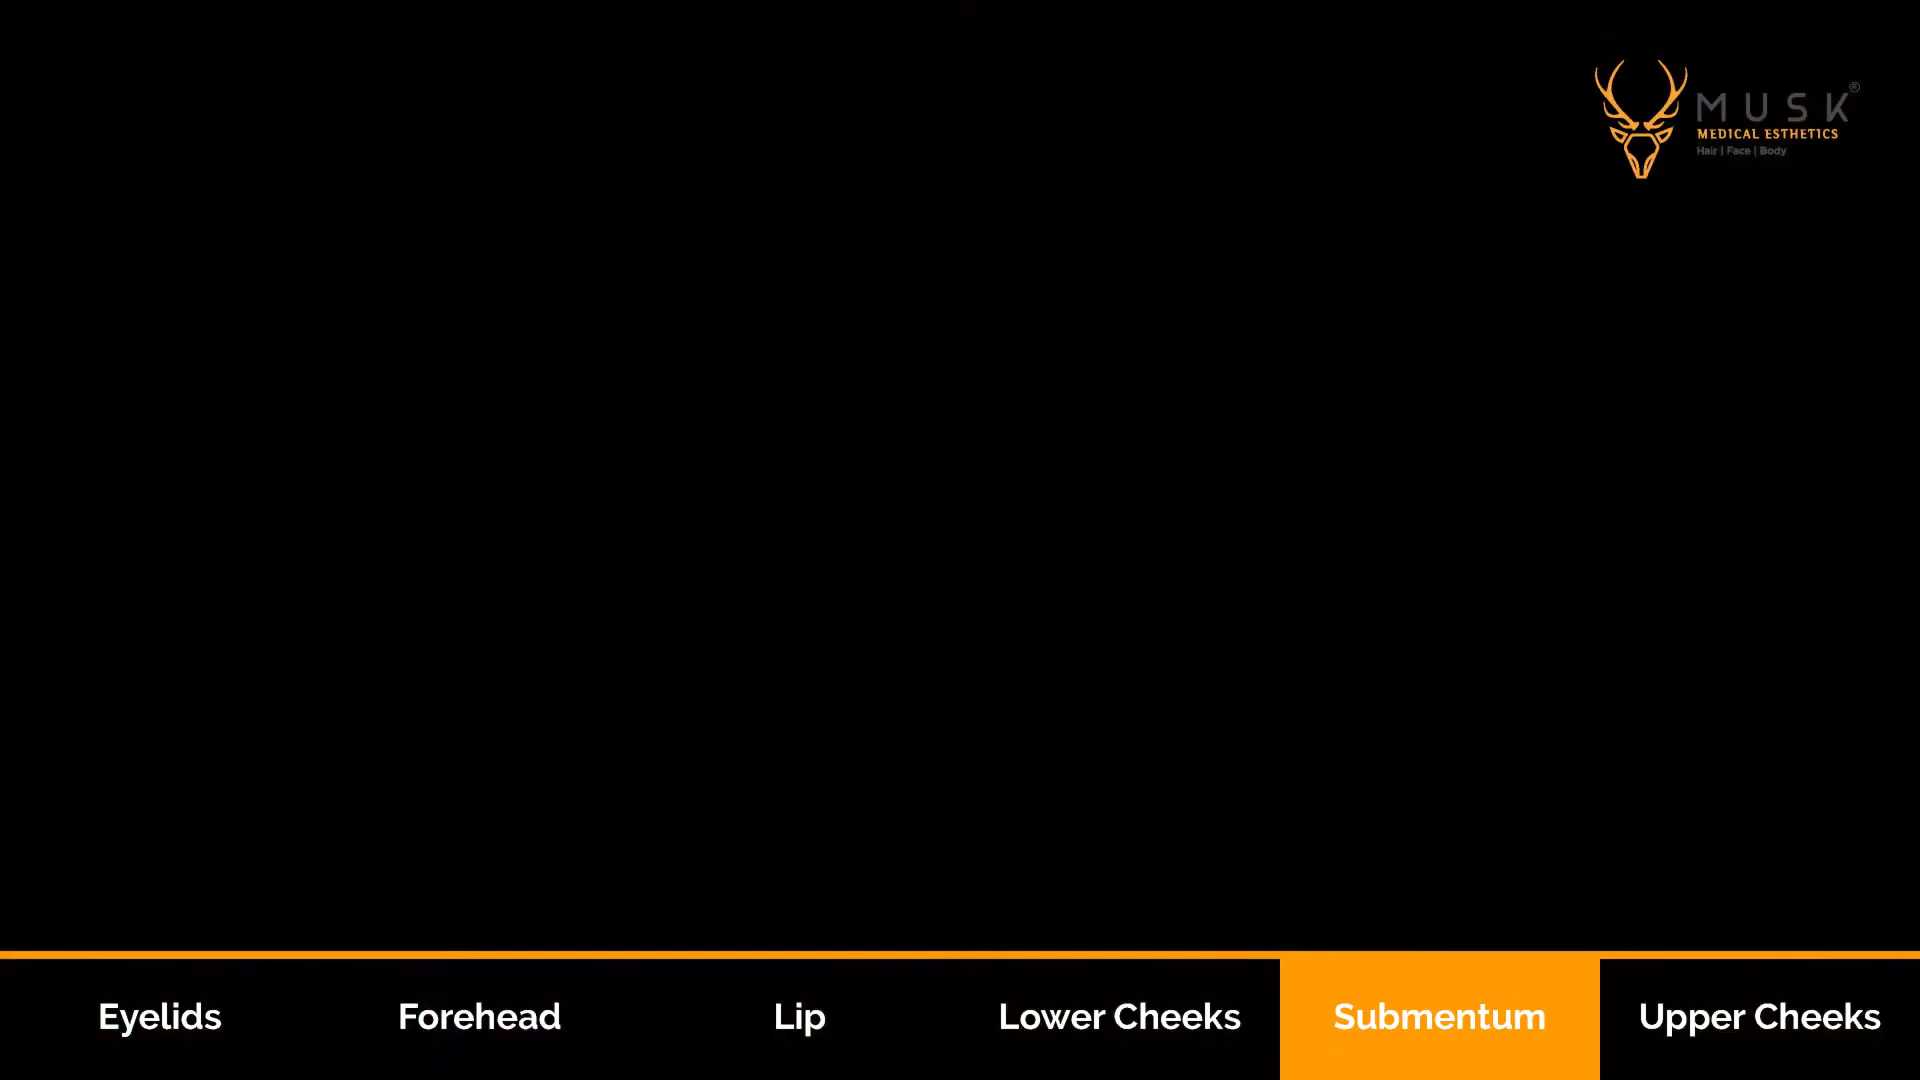 MUSK®
MEDICAL ESTHETICS
Hair | Face | Body
Eyelids Forehead Lip Lower Cheeks Submentum Upper Cheeks